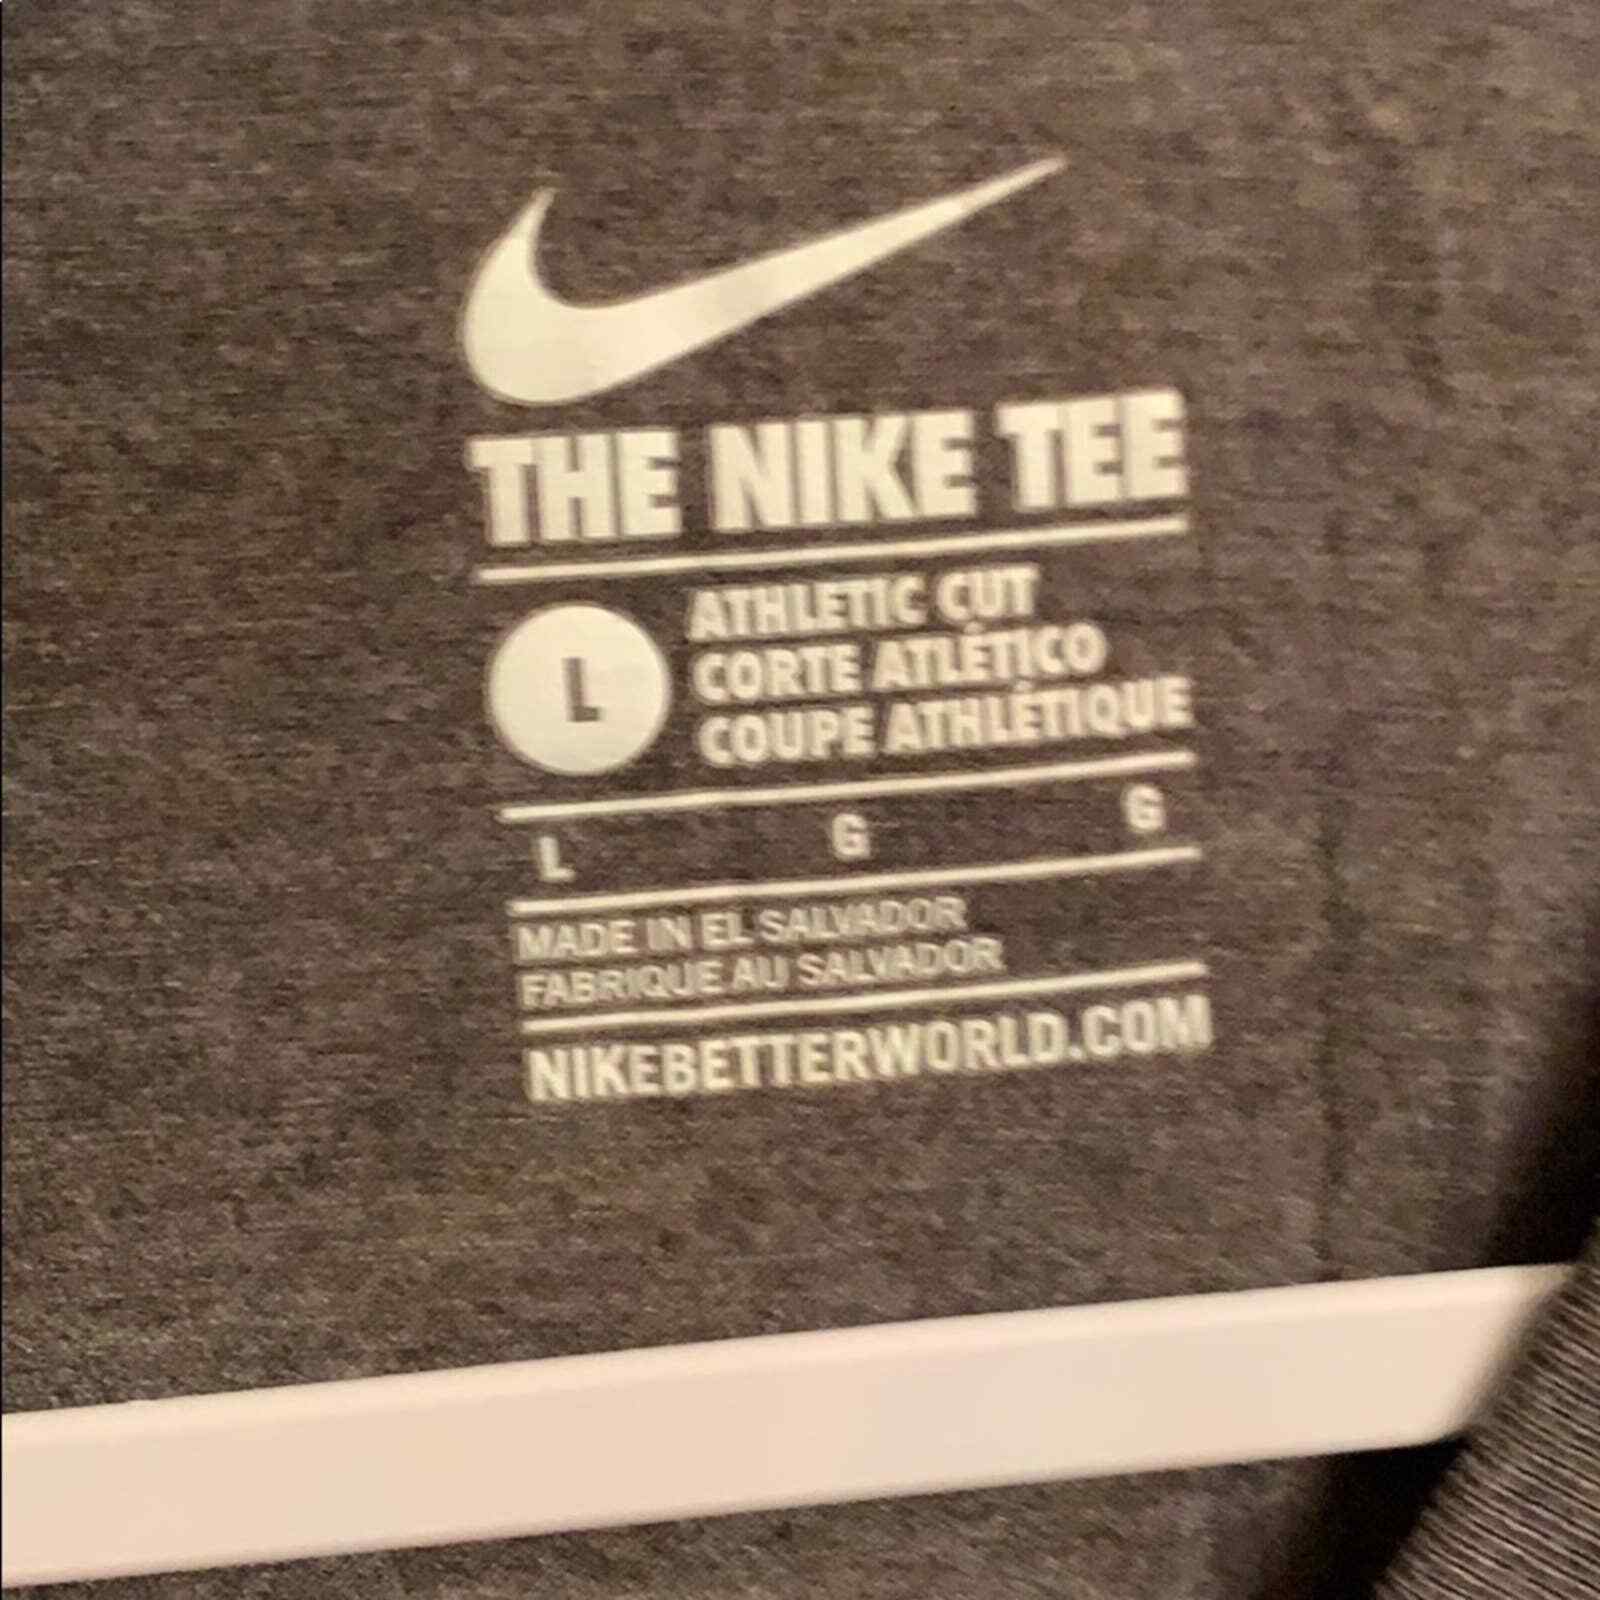 THE NIKE TEE
L
ATHLETIC CUT
CORTE ATLÉTICO
COUPE ATHLÉTIQUE
L G G
MADE IN EL SALVADOR
FABRIQUE AU SALVADOR
NIKEBETTERWORLD.COM